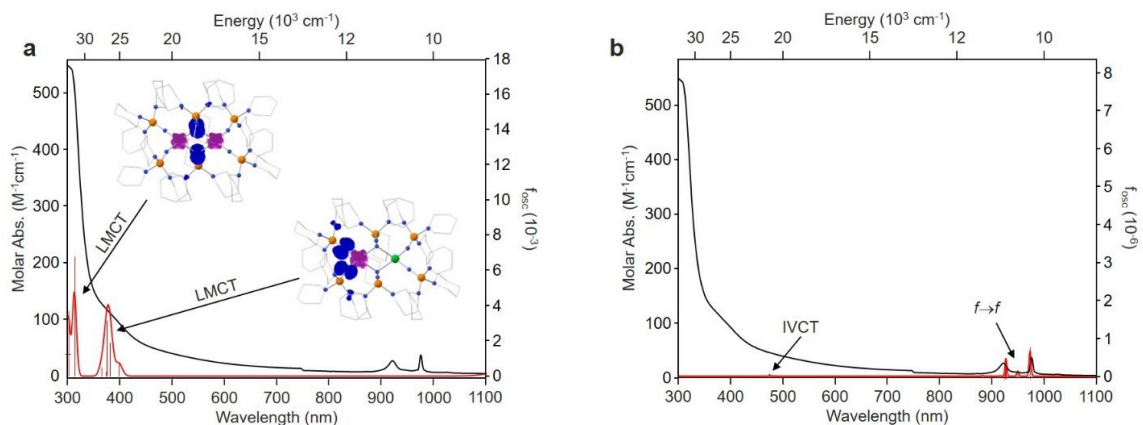 a
Energy (10³ cm⁻¹)
30 25 20 15 12 10
Molar Abs. (M⁻¹cm⁻¹)
500
400
300
200
100
0
18
16
14
12
10
8
6
4
2
0
f_osc (10⁻³)
LMCT
LMCT
300 400 500 600 700 800 900 1000 1100
Wavelength (nm)
b
Energy (10³ cm⁻¹)
30 25 20 15 12 10
Molar Abs. (M⁻¹cm⁻¹)
500
400
300
200
100
0
8
7
6
5
4
3
2
1
0
f_osc (10⁻⁶)
IVCT
f→f
300 400 500 600 700 800 900 1000 1100
Wavelength (nm)